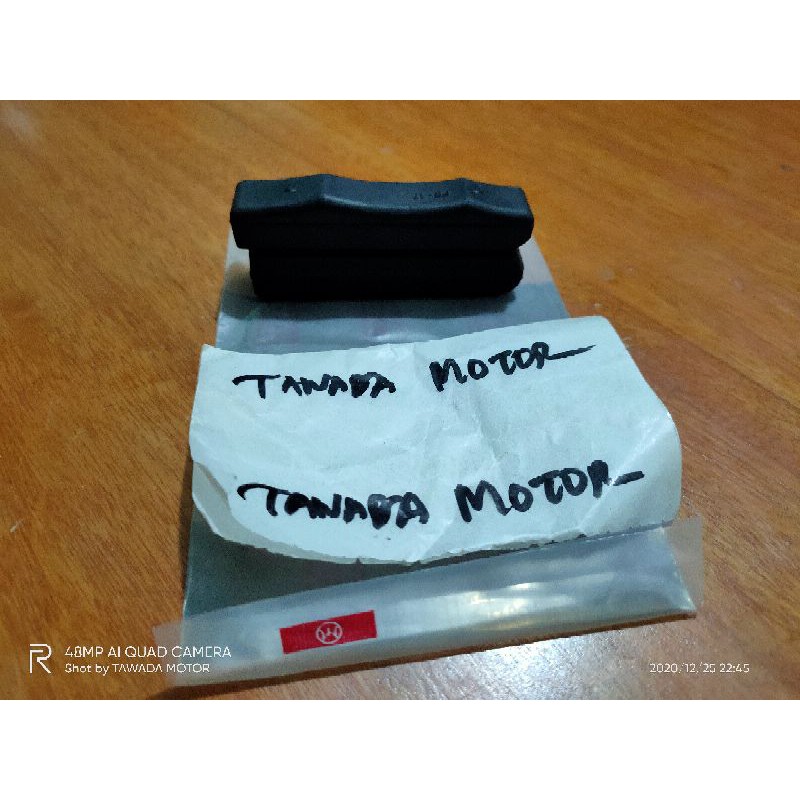 TAWADA MOTOR
TAWADA MOTOR
48MP AI QUAD CAMERA
Shot by TAWADA MOTOR
2020/12/25 22:45